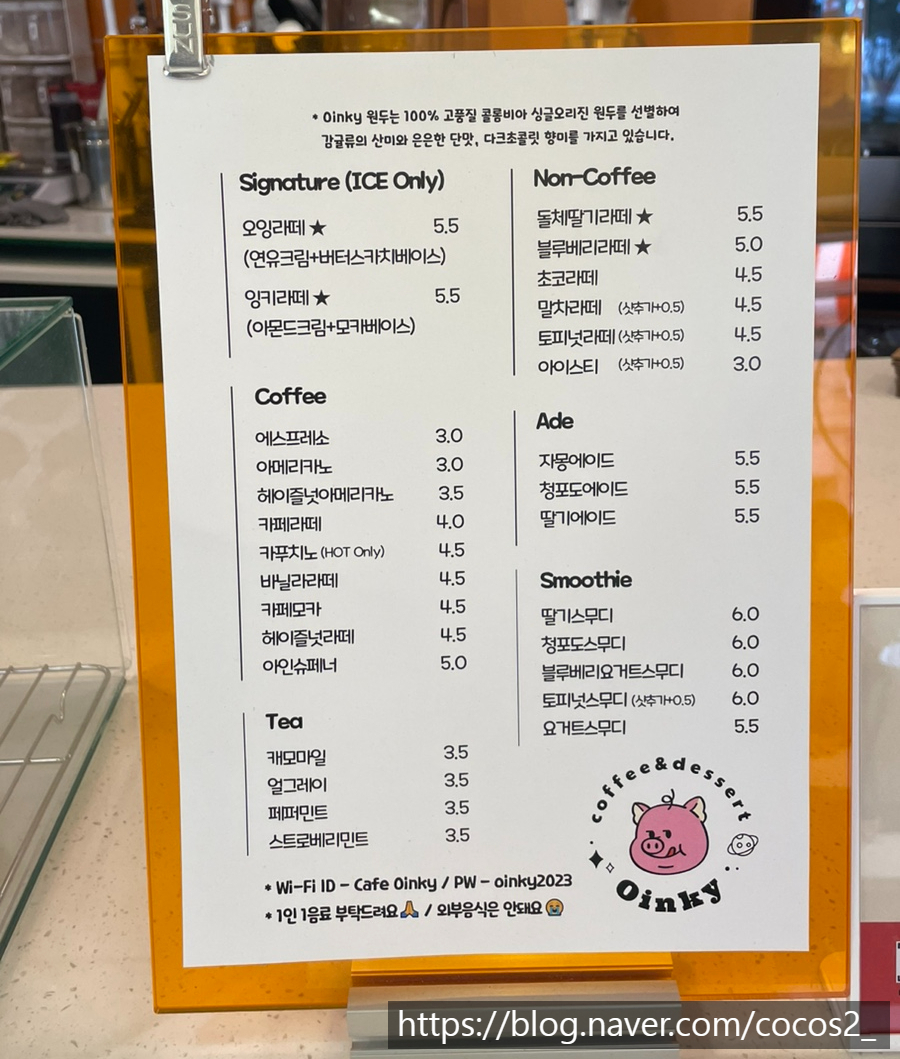 SUN
* Oinky 원두는 100% 고품질 콜롬비아 싱글오리진 원두를 선별하여
감귤류의 산미와 은은한 단맛, 다크초콜릿 향미를 가지고 있습니다.
Signature (ICE Only)
오잉라떼 ★ 5.5
(연유크림+버터스카치베이스)
잉키라떼 ★ 5.5
(아몬드크림+모카베이스)
Coffee
에스프레소 3.0
아메리카노 3.0
헤이즐넛아메리카노 3.5
카페라떼 4.0
카푸치노 (HOT Only) 4.5
바닐라라떼 4.5
카페모카 4.5
헤이즐넛라떼 4.5
아인슈페너 5.0
Tea
캐모마일 3.5
얼그레이 3.5
페퍼민트 3.5
스트로베리민트 3.5
Non-Coffee
돌체딸기라떼 ★ 5.5
블루베리라떼 ★ 5.0
초코라떼 4.5
말차라떼 (샷추가+0.5) 4.5
토피넛라떼 (샷추가+0.5) 4.5
아이스티 (샷추가+0.5) 3.0
Ade
자몽에이드 5.5
청포도에이드 5.5
딸기에이드 5.5
Smoothie
딸기스무디 6.0
청포도스무디 6.0
블루베리요거트스무디 6.0
토피넛스무디 (샷추가+0.5) 6.0
요거트스무디 5.5
coffee&dessert
Oinky
* Wi-Fi ID - Cafe Oinky / PW - oinky2023
* 1인 1음료 부탁드려요🙏 / 외부음식은 안돼요😭
https://blog.naver.com/cocos2_